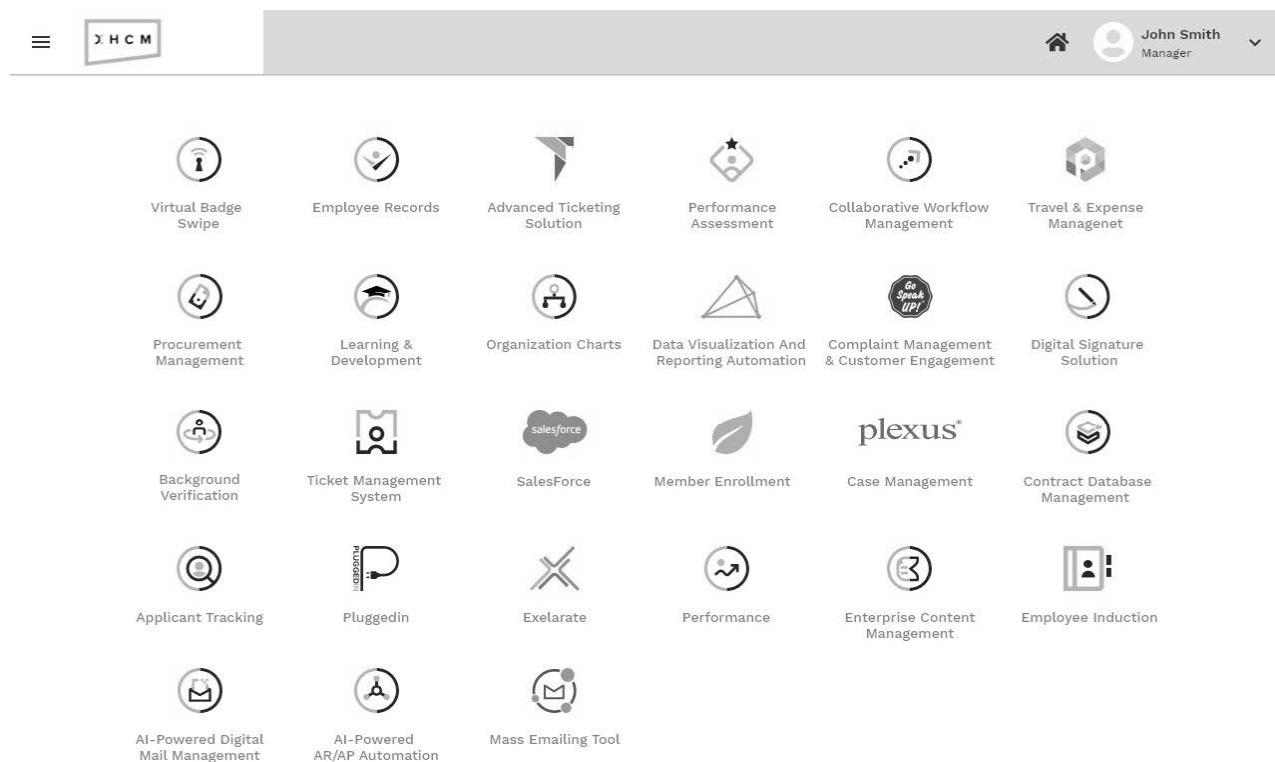 XHCM
John Smith
Manager
Virtual Badge
Swipe
Employee Records
Advanced Ticketing
Solution
Performance
Assessment
Collaborative Workflow
Management
Travel & Expense
Managenet
Procurement
Management
Learning &
Development
Organization Charts
Data Visualization And
Reporting Automation
Go
Speak
UP!
Complaint Management
& Customer Engagement
Digital Signature
Solution
Background
Verification
Ticket Management
System
salesforce
SalesForce
Member Enrollment
plexus®
Case Management
Contract Database
Management
Applicant Tracking
PLUGGEDIN
Pluggedin
Exelarate
Performance
Enterprise Content
Management
Employee Induction
AI-Powered Digital
Mail Management
AI-Powered
AR/AP Automation
Mass Emailing Tool